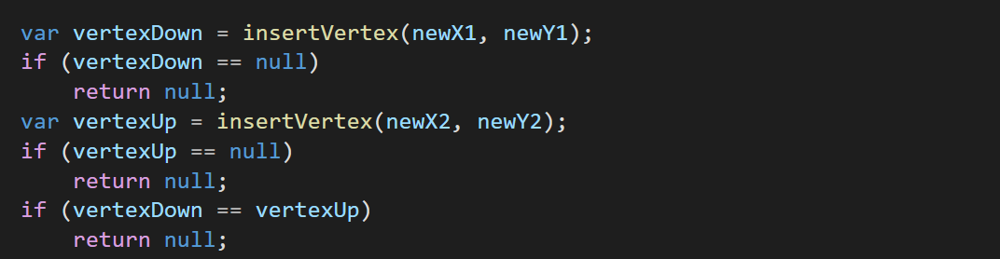 var vertexDown = insertVertex(newX1, newY1);
if (vertexDown == null)
    return null;
var vertexUp = insertVertex(newX2, newY2);
if (vertexUp == null)
    return null;
if (vertexDown == vertexUp)
    return null;